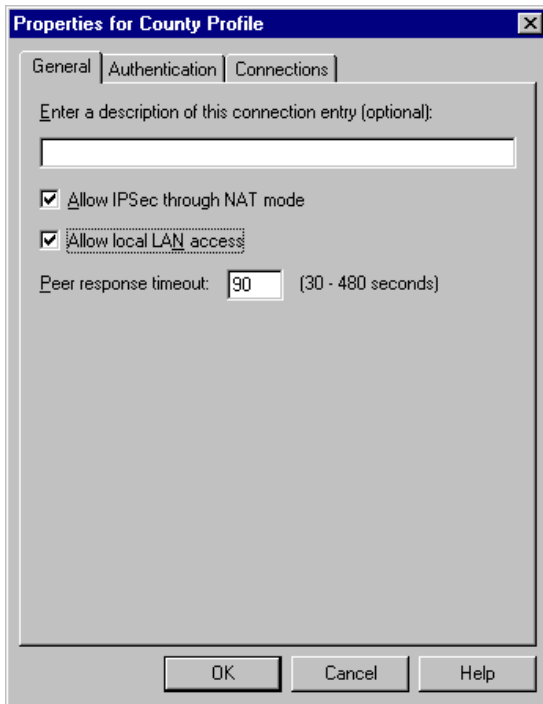 Properties for County Profile
General Authentication Connections
Enter a description of this connection entry (optional):
Allow IPSec through NAT mode
Allow local LAN access
Peer response timeout: 90 (30 - 480 seconds)
OK Cancel Help